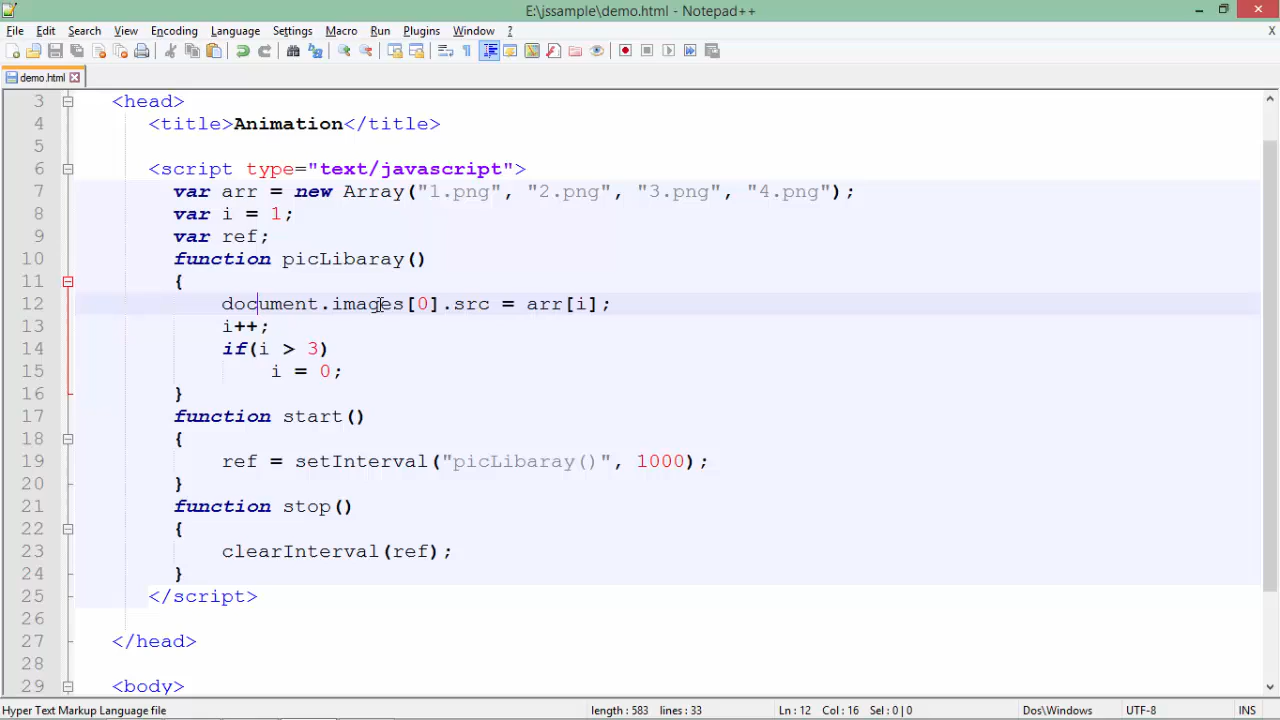 E:\jssample\demo.html - Notepad++
File Edit Search View Encoding Language Settings Macro Run Plugins Window ? X
demo.html
3 <head>
4 <title>Animation</title>
5
6 <script type="text/javascript">
7 var arr = new Array("1.png", "2.png", "3.png", "4.png");
8 var i = 1;
9 var ref;
10 function picLibaray()
11 {
12 document.images[0].src = arr[i];
13 i++;
14 if(i > 3)
15 i = 0;
16 }
17 function start()
18 {
19 ref = setInterval("picLibaray()", 1000);
20 }
21 function stop()
22 {
23 clearInterval(ref);
24 }
25 </script>
26
27 </head>
28
29 <body>
Hyper Text Markup Language file length : 583 lines : 33 Ln : 12 Col : 16 Sel : 0 | 0 Dos\Windows UTF-8 INS